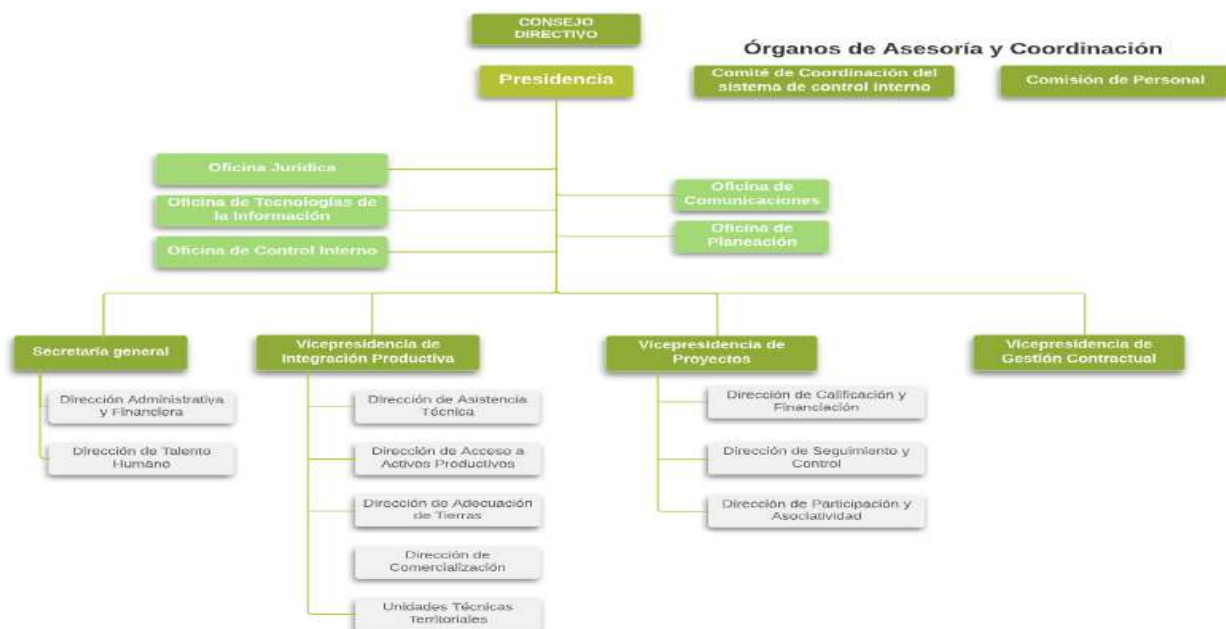 CONSEJO
DIRECTIVO
Órganos de Asesoría y Coordinación
Presidencia
Comité de Coordinación del
sistema de control interno
Comisión de Personal
Oficina Jurídica
Oficina de Tecnologías de
la Información
Oficina de Control Interno
Oficina de
Comunicaciones
Oficina de
Planeación
Secretaría general
Vicepresidencia de
Integración Productiva
Vicepresidencia de
Proyectos
Vicepresidencia de
Gestión Contractual
Dirección Administrativa
y Financiera
Dirección de Talento
Humano
Dirección de Asistencia
Técnica
Dirección de Acceso a
Activos Productivos
Dirección de Adecuación
de Tierras
Dirección de
Comercialización
Unidades Técnicas
Territoriales
Dirección de Calificación y
Financiación
Dirección de Seguimiento y
Control
Dirección de Participación y
Asociatividad